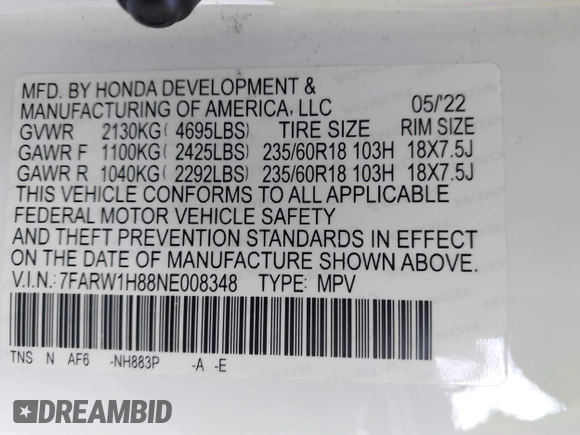 MFD. BY HONDA DEVELOPMENT &
MANUFACTURING OF AMERICA, LLC 05/'22
GVWR 2130KG( 4695LBS) TIRE SIZE RIM SIZE
GAWR F 1100KG( 2425LBS) 235/60R18 103H 18X7.5J
GAWR R 1040KG( 2292LBS) 235/60R18 103H 18X7.5J
THIS VEHICLE CONFORMS TO ALL APPLICABLE
FEDERAL MOTOR VEHICLE SAFETY
AND THEFT PREVENTION STANDARDS IN EFFECT
ON THE DATE OF MANUFACTURE SHOWN ABOVE.
V.I.N.:7FARW1H88NE008348 TYPE: MPV
TNS N AF6 -NH883P -A -E
DREAMBID